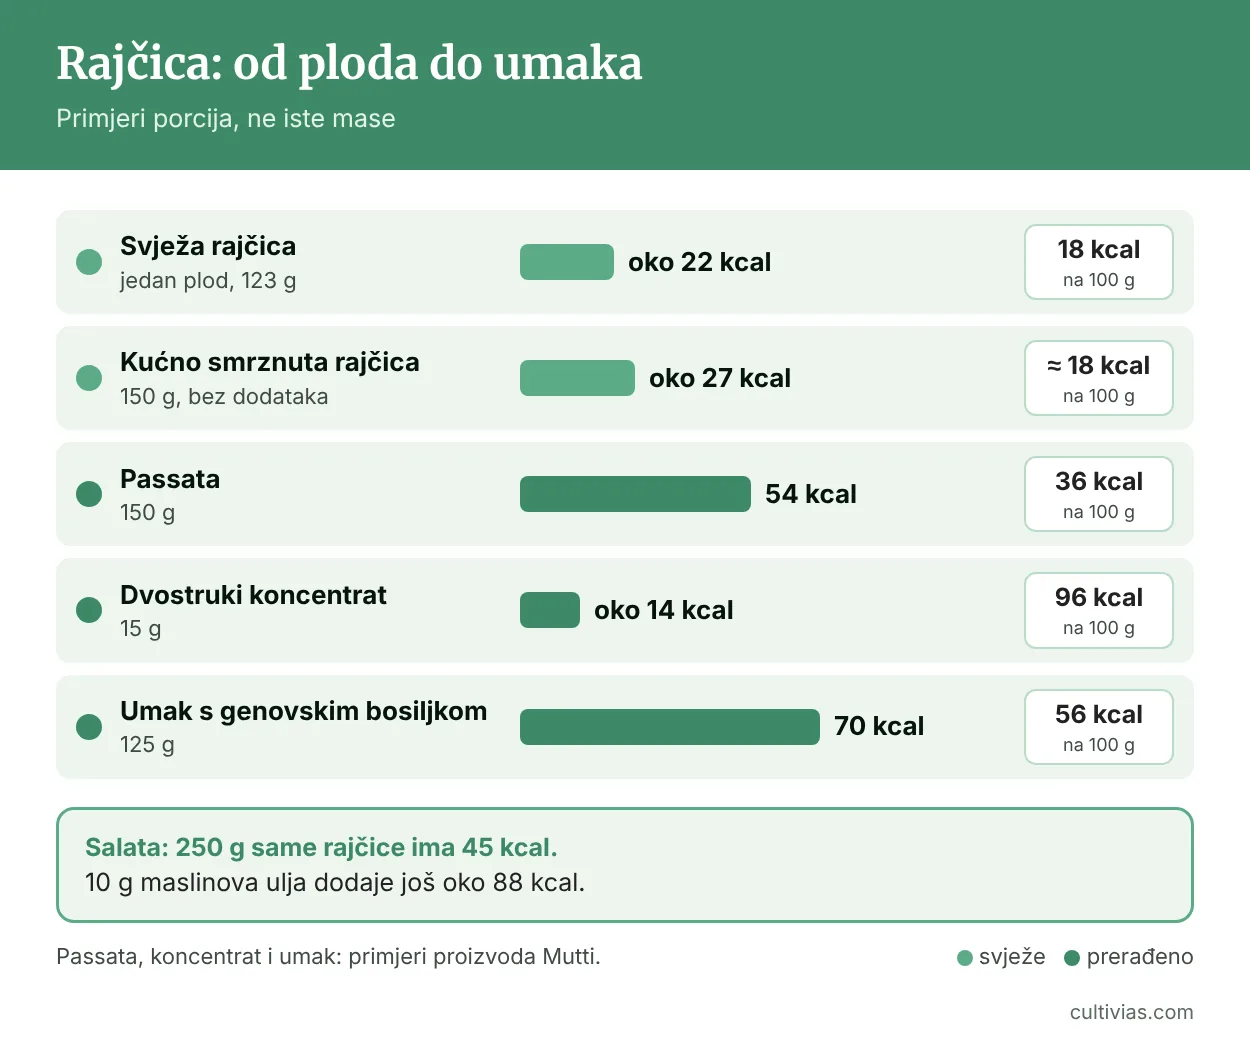 Rajčica: od ploda do umaka
Primjeri porcija, ne iste mase
Svježa rajčica
jedan plod, 123 g
oko 22 kcal
18 kcal
na 100 g
Kućno smrznuta rajčica
150 g, bez dodataka
oko 27 kcal
≈ 18 kcal
na 100 g
Passata
150 g
54 kcal
36 kcal
na 100 g
Dvostruki koncentrat
15 g
oko 14 kcal
96 kcal
na 100 g
Umak s genovskim bosiljkom
125 g
70 kcal
56 kcal
na 100 g
Salata: 250 g same rajčice ima 45 kcal.
10 g maslinova ulja dodaje još oko 88 kcal.
Passata, koncentrat i umak: primjeri proizvoda Mutti.
svježe
prerađeno
cultivias.com